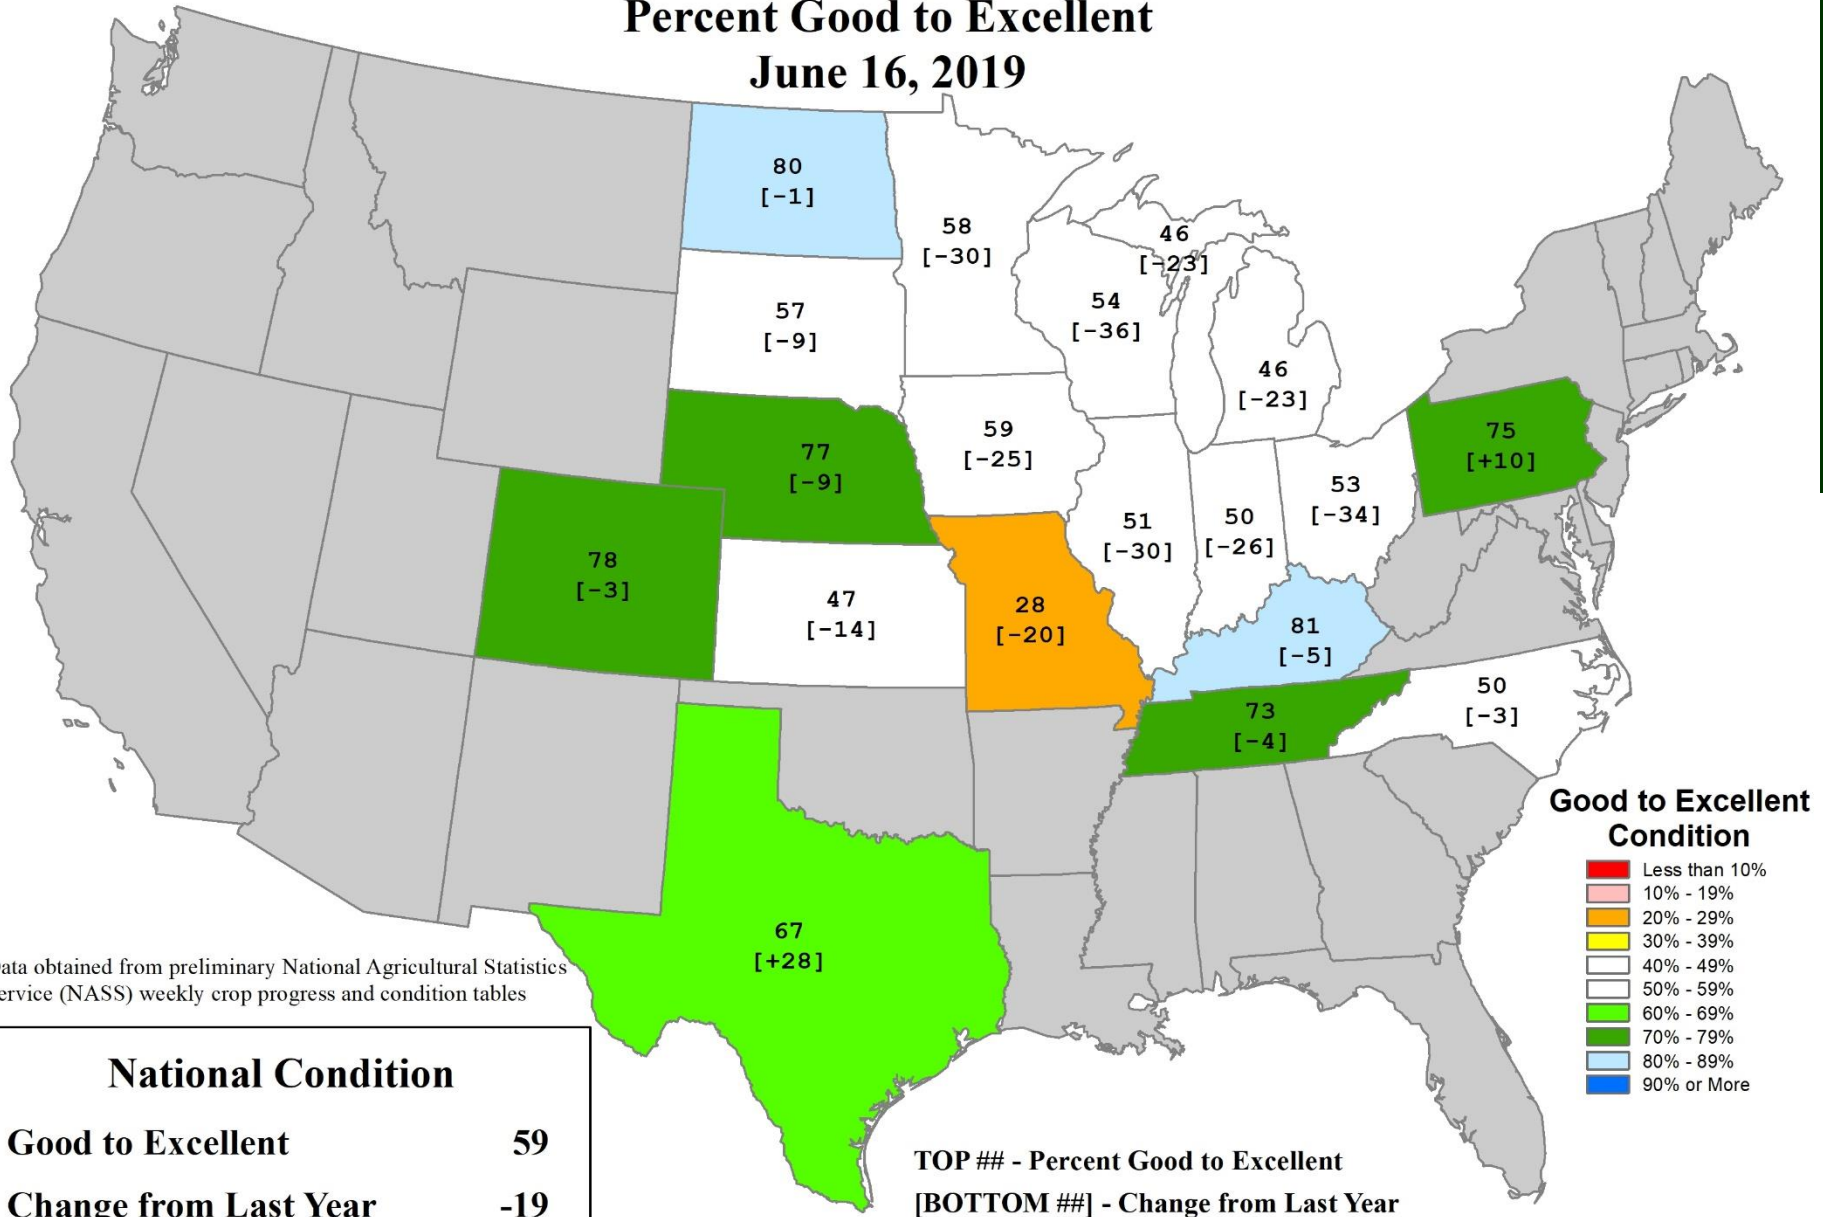 Percent Good to Excellent
June 16, 2019
80
[-1]
58
[-30]
46
[-23]
57
[-9]
54
[-36]
46
[-23]
77
[-9]
59
[-25]
75
[+10]
51
[-30]
50
[-26]
53
[-34]
78
[-3]
47
[-14]
28
[-20]
81
[-5]
73
[-4]
50
[-3]
67
[+28]
Good to Excellent
Condition
Less than 10%
10% - 19%
20% - 29%
30% - 39%
40% - 49%
50% - 59%
60% - 69%
70% - 79%
80% - 89%
90% or More
ata obtained from preliminary National Agricultural Statistics
ervice (NASS) weekly crop progress and condition tables
National Condition
Good to Excellent 59
Change from Last Year -19
TOP ## - Percent Good to Excellent
[BOTTOM ##] - Change from Last Year